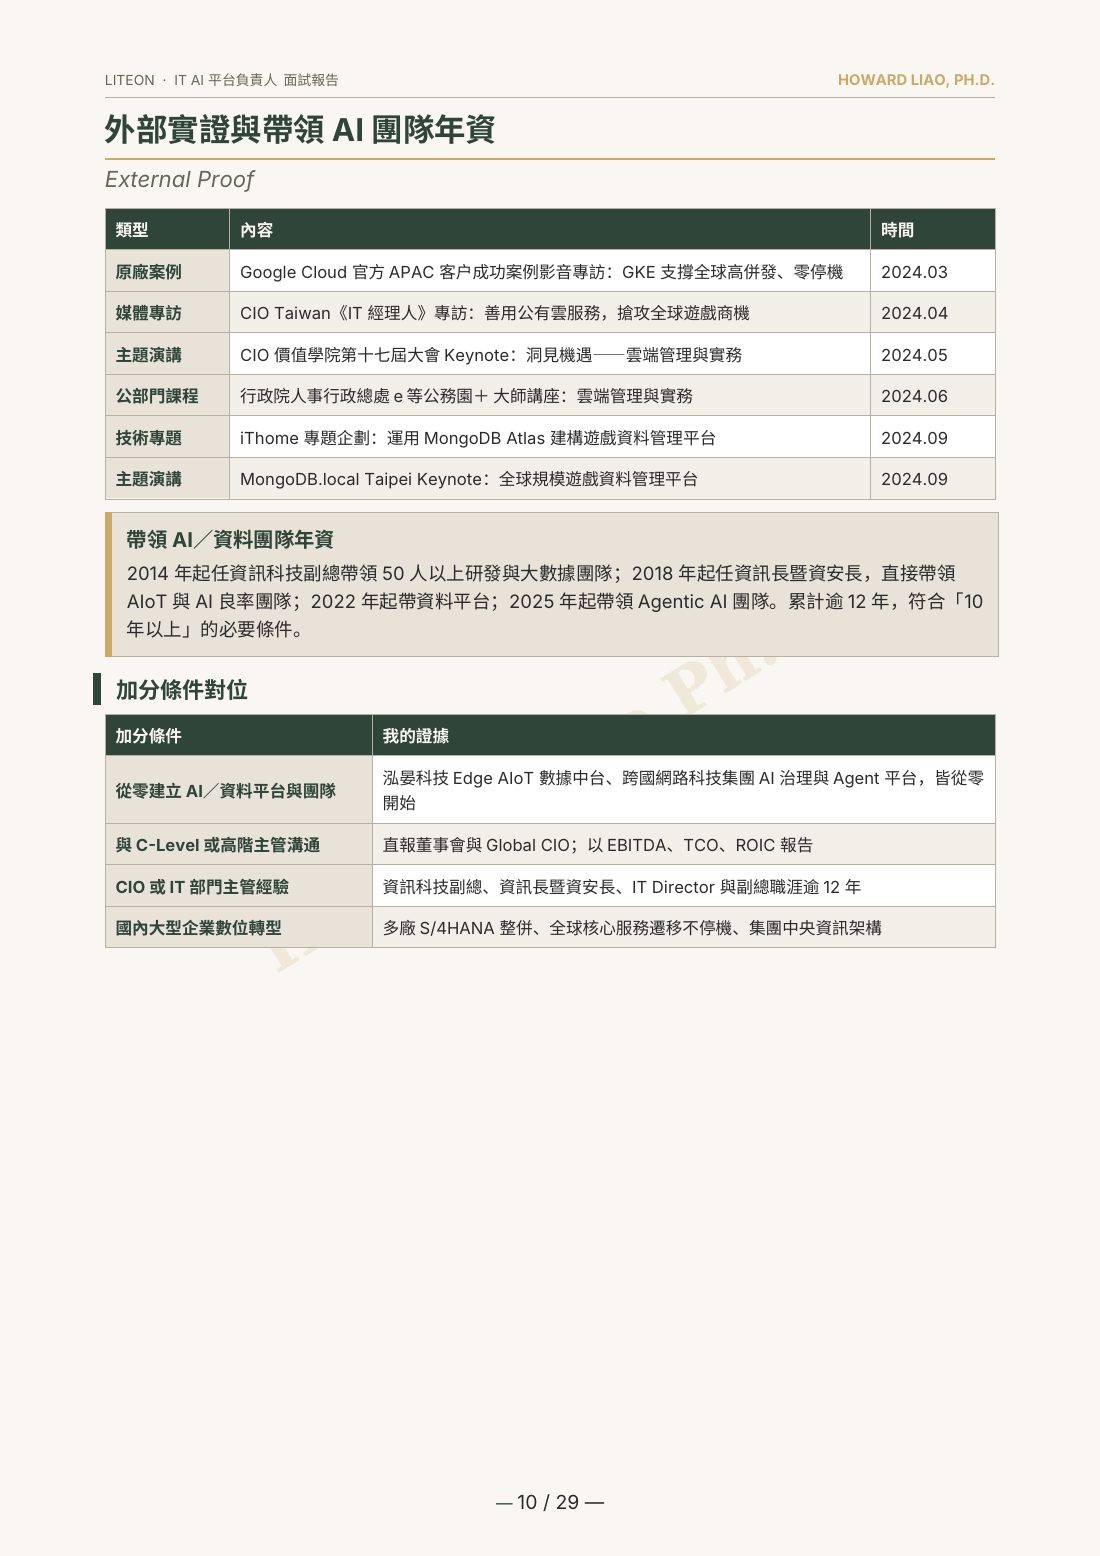 LITEON · IT AI 平台負責人 面試報告
HOWARD LIAO, PH.D.
外部實證與帶領 AI 團隊年資
External Proof
類型 內容 時間
原廠案例 Google Cloud 官方 APAC 客户成功案例影音專訪：GKE 支撐全球高併發、零停機 2024.03
媒體專訪 CIO Taiwan《IT 經理人》專訪：善用公有雲服務，搶攻全球遊戲商機 2024.04
主題演講 CIO 價值學院第十七屆大會 Keynote：洞見機遇——雲端管理與實務 2024.05
公部門課程 行政院人事行政總處 e 等公務園＋ 大師講座：雲端管理與實務 2024.06
技術專題 iThome 專題企劃：運用 MongoDB Atlas 建構遊戲資料管理平台 2024.09
主題演講 MongoDB.local Taipei Keynote：全球規模遊戲資料管理平台 2024.09
帶領 AI／資料團隊年資
2014 年起任資訊科技副總帶領 50 人以上研發與大數據團隊；2018 年起任資訊長暨資安長，直接帶領
AIoT 與 AI 良率團隊；2022 年起帶資料平台；2025 年起帶領 Agentic AI 團隊。累計逾 12 年，符合「10
年以上」的必要條件。
Ph.
加分條件對位
加分條件 我的證據
從零建立 AI／資料平台與團隊 泓晏科技 Edge AIoT 數據中台、跨國網路科技集團 AI 治理與 Agent 平台，皆從零
開始
與 C-Level 或高階主管溝通 直報董事會與 Global CIO；以 EBITDA、TCO、ROIC 報告
CIO 或 IT 部門主管經驗 資訊科技副總、資訊長暨資安長、IT Director 與副總職涯逾 12 年
國內大型企業數位轉型 多廠 S/4HANA 整併、全球核心服務遷移不停機、集團中央資訊架構
— 10 / 29 —